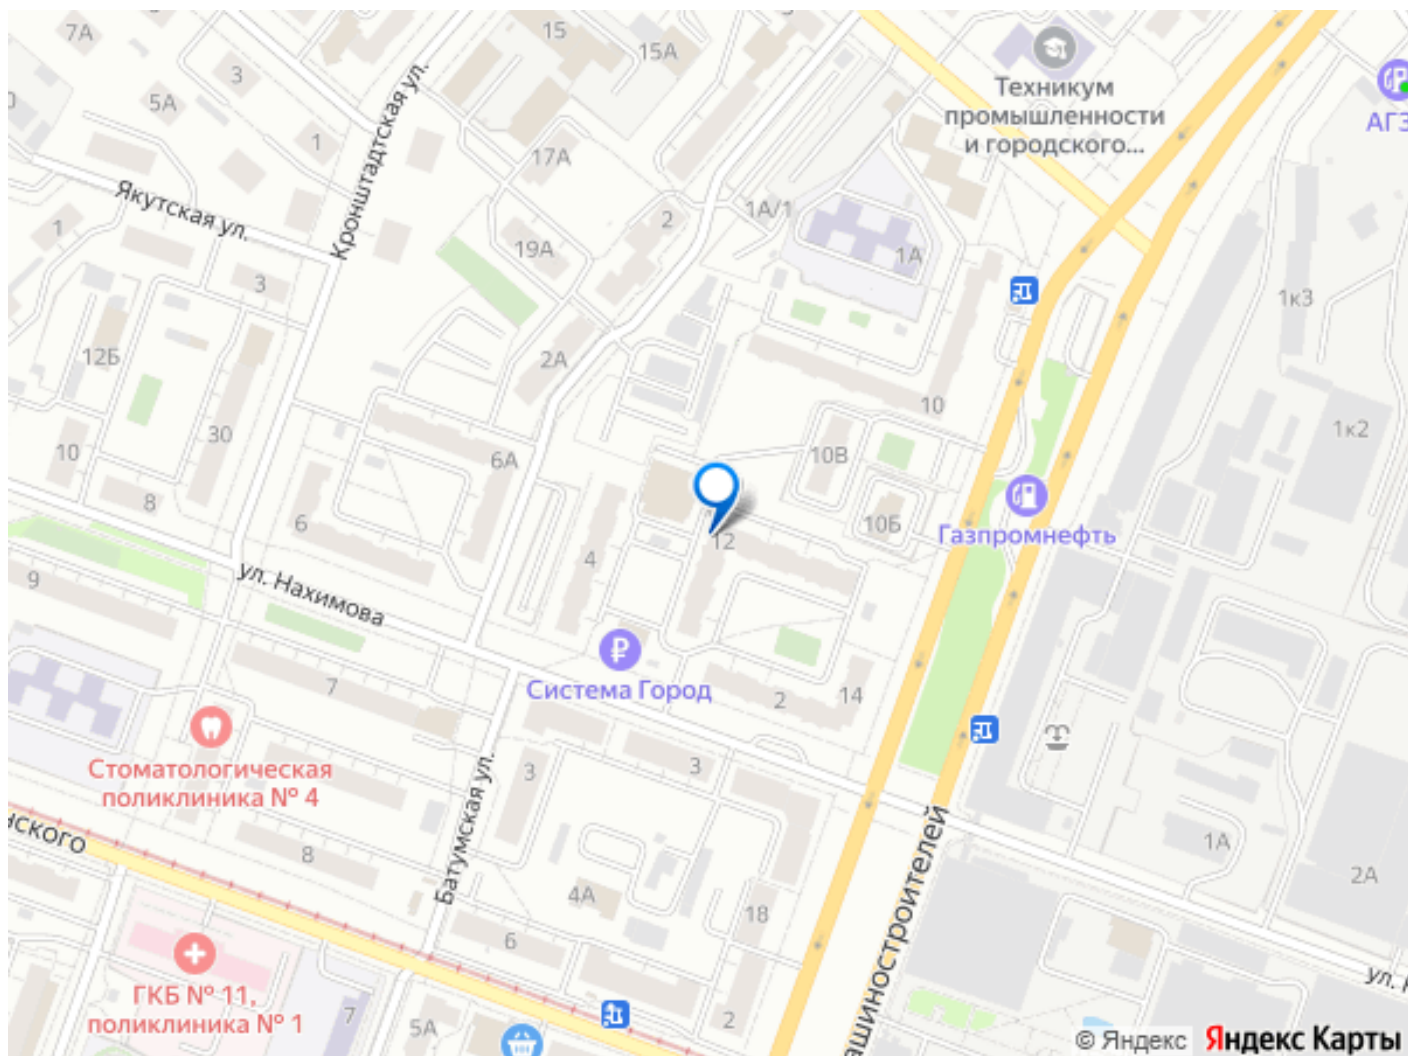 7А
15
15А
3
5А
1
17А
Кронштадтская ул.
Техникум
промышленности
и городского...
АГЗ
Якутская ул.
1
2
1А/1
19А
1А
3
1к3
12Б
2А
10
30
6А
10
10В
1к2
8
6
4
12
10Б
Газпромнефть
9
ул. Нахимова
7
Система Город
2
14
Стоматологическая
поликлиника № 4
3
3
Батумская ул.
нского
8
4А
6
18
1А
2А
ашиностроителей
ГКБ № 11,
поликлиника № 1
7
5А
2
ул.
© Яндекс Яндекс Карты